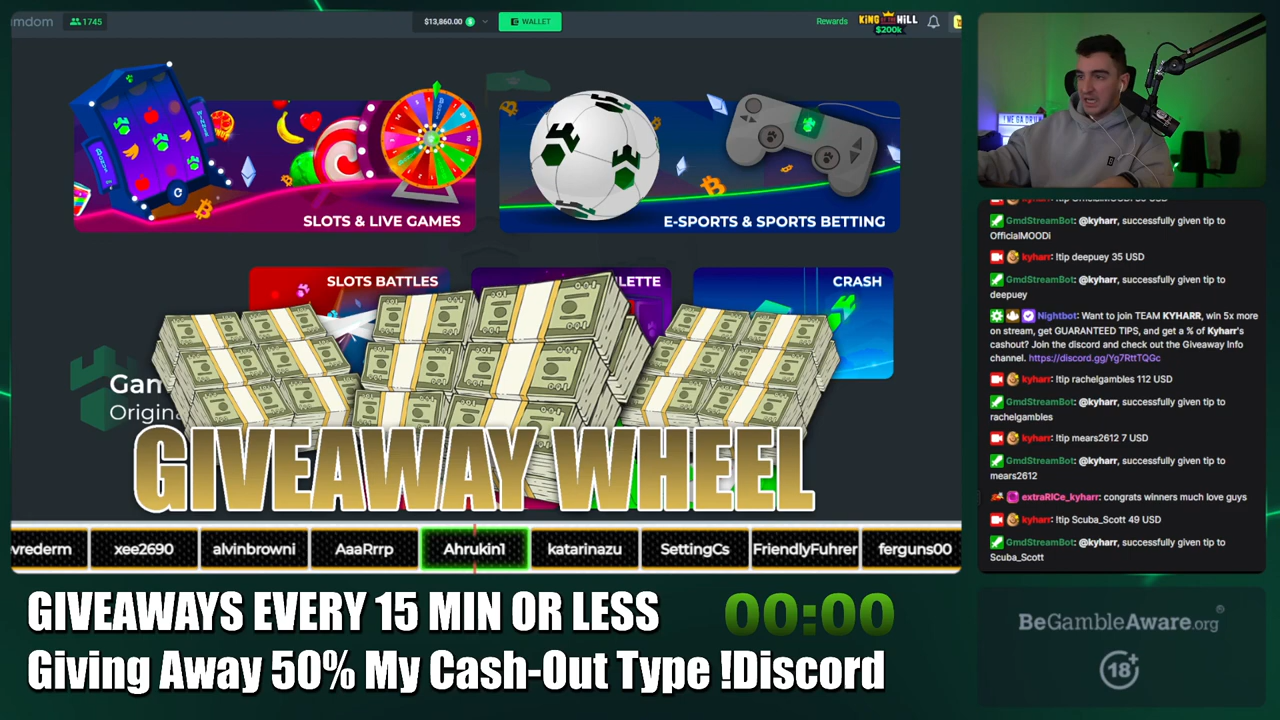 mdom
1745
$13,860.00
WALLET
Rewards
KING OF THE HILL
$200k
SLOTS & LIVE GAMES
E-SPORTS & SPORTS BETTING
SLOTS BATTLES
LETTE
CRASH
Gam
Origina
GIVEAWAY WHEEL
vrederm
xee2690
alvinbrowni
AaaRrrp
Ahrukin1
katarinazu
SettingCs
FriendlyFuhrer
ferguns00
GIVEAWAYS EVERY 15 MIN OR LESS
00:00
Giving Away 50% My Cash-Out Type !Discord
GmdStreamBot: @kyharr, successfully given tip to
OfficialMOODi
kyharr: !tip deepuey 35 USD
GmdStreamBot: @kyharr, successfully given tip to
deepuey
Nightbot: Want to join TEAM KYHARR, win 5x more
on stream, get GUARANTEED TIPS, and get a % of Kyharr's
cashout? Join the discord and check out the Giveaway Info
channel. https://discord.gg/Yg7RttTQGc
kyharr: !tip rachelgambles 112 USD
GmdStreamBot: @kyharr, successfully given tip to
rachelgambles
kyharr: !tip mears2612 7 USD
GmdStreamBot: @kyharr, successfully given tip to
mears2612
extraRICe_kyharr: congrats winners much love guys
kyharr: !tip Scuba_Scott 49 USD
GmdStreamBot: @kyharr, successfully given tip to
Scuba_Scott
BeGambleAware.org®
18+